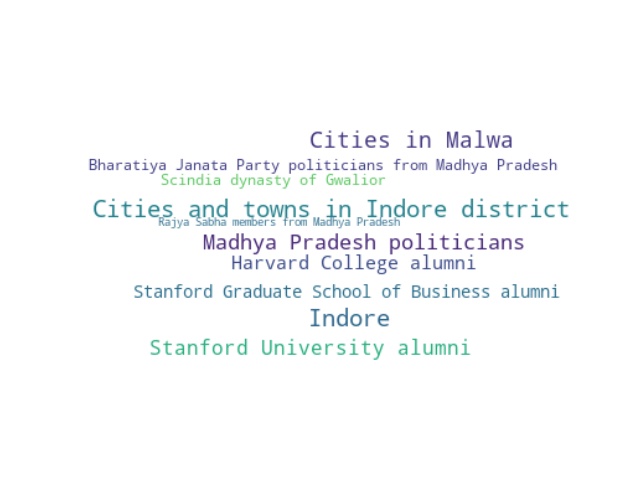 Cities in Malwa
Bharatiya Janata Party politicians from Madhya Pradesh
Scindia dynasty of Gwalior
Cities and towns in Indore district
Rajya Sabha members from Madhya Pradesh
Madhya Pradesh politicians
Harvard College alumni
Stanford Graduate School of Business alumni
Indore
Stanford University alumni